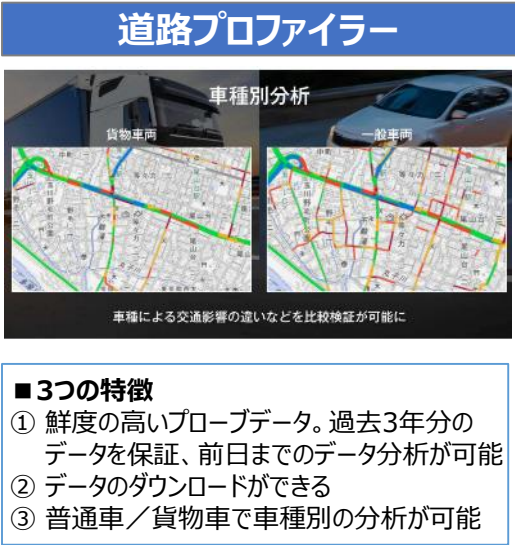 道路プロファイラー
車種別分析
貨物車両
一般車両
車種による交通影響の違いなどを比較検証が可能に
■3つの特徴
① 鮮度の高いプローブデータ。過去3年分の
データを保証、前日までのデータ分析が可能
② データのダウンロードができる
③ 普通車／貨物車で車種別の分析が可能